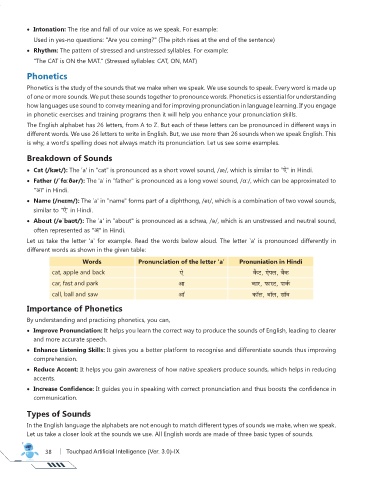 • Intonation: The rise and fall of our voice as we speak. For example:
Used in yes-no questions: "Are you coming?" (The pitch rises at the end of the sentence)
• Rhythm: The pattern of stressed and unstressed syllables. For example:
"The CAT is ON the MAT." (Stressed syllables: CAT, ON, MAT)
Phonetics
Phonetics is the study of the sounds that we make when we speak. We use sounds to speak. Every word is made up
of one or more sounds. We put these sounds together to pronounce words. Phonetics is essential for understanding
how languages use sound to convey meaning and for improving pronunciation in language learning. If you engage
in phonetic exercises and training programs then it will help you enhance your pronunciation skills.
The English alphabet has 26 letters, from A to Z. But each of these letters can be pronounced in different ways in
different words. We use 26 letters to write in English. But, we use more than 26 sounds when we speak English. This
is why, a word's spelling does not always match its pronunciation. Let us see some examples.
Breakdown of Sounds
• Cat (/kæt/): The 'a' in "cat" is pronounced as a short vowel sound, /æ/, which is similar to "ऐ" in Hindi.
• Father (/ˈfɑːðər/): The 'a' in "father" is pronounced as a long vowel sound, /ɑː/, which can be approximated to
"आ" in Hindi.
• Name (/neɪm/): The 'a' in "name" forms part of a diphthong, /eɪ/, which is a combination of two vowel sounds,
similar to "ऐ" in Hindi.
• About (/əˈbaʊt/): The 'a' in "about" is pronounced as a schwa, /ə/, which is an unstressed and neutral sound,
often represented as "अ" in Hindi.
Let us take the letter 'a' for example. Read the words below aloud. The letter 'a' is pronounced differently in
different words as shown in the given table:
Words Pronunciation of the letter 'a' Pronuniation in Hindi
cat, apple and back ऐ कैट, ऐपल, बैक
car, fast and park आ कार, फास्ट, पार्क
call, ball and saw ऑ कॉल, बॉल, सॉव
Importance of Phonetics
By understanding and practicing phonetics, you can,
• Improve Pronunciation: It helps you learn the correct way to produce the sounds of English, leading to clearer
and more accurate speech.
• Enhance Listening Skills: It gives you a better platform to recognise and differentiate sounds thus improving
comprehension.
• Reduce Accent: It helps you gain awareness of how native speakers produce sounds, which helps in reducing
accents.
• Increase Confidence: It guides you in speaking with correct pronunciation and thus boosts the confidence in
communication.
Types of Sounds
In the English language the alphabets are not enough to match different types of sounds we make, when we speak.
Let us take a closer look at the sounds we use. All English words are made of three basic types of sounds.
38 | Touchpad Artificial Intelligence (Ver. 3.0)-IX